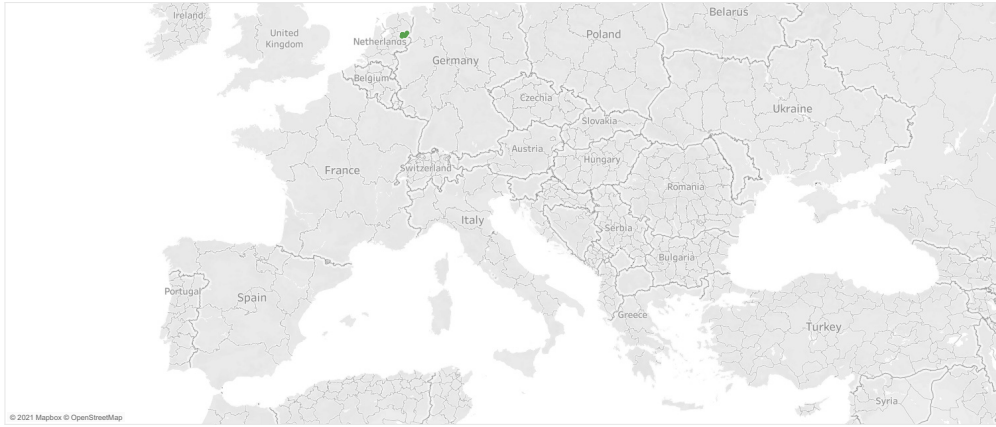 Ireland
United
Kingdom
Netherlands
Belgium
Germany
Poland
Belarus
Czechia
Slovakia
Ukraine
Austria
Hungary
Switzerland
France
Romania
Italy
Serbia
Bulgaria
Portugal
Spain
Greece
Turkey
Syria
© 2021 Mapbox © OpenStreetMap